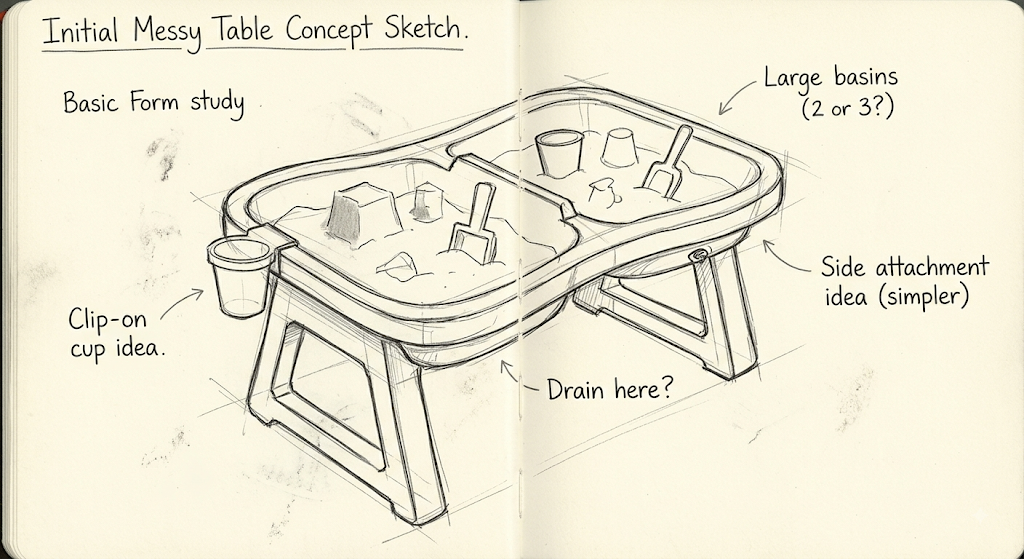 Initial Messy Table Concept Sketch.
Basic Form study
Large basins
(2 or 3?)
Side attachment
idea (simpler)
Clip-on
cup idea.
Drain here?